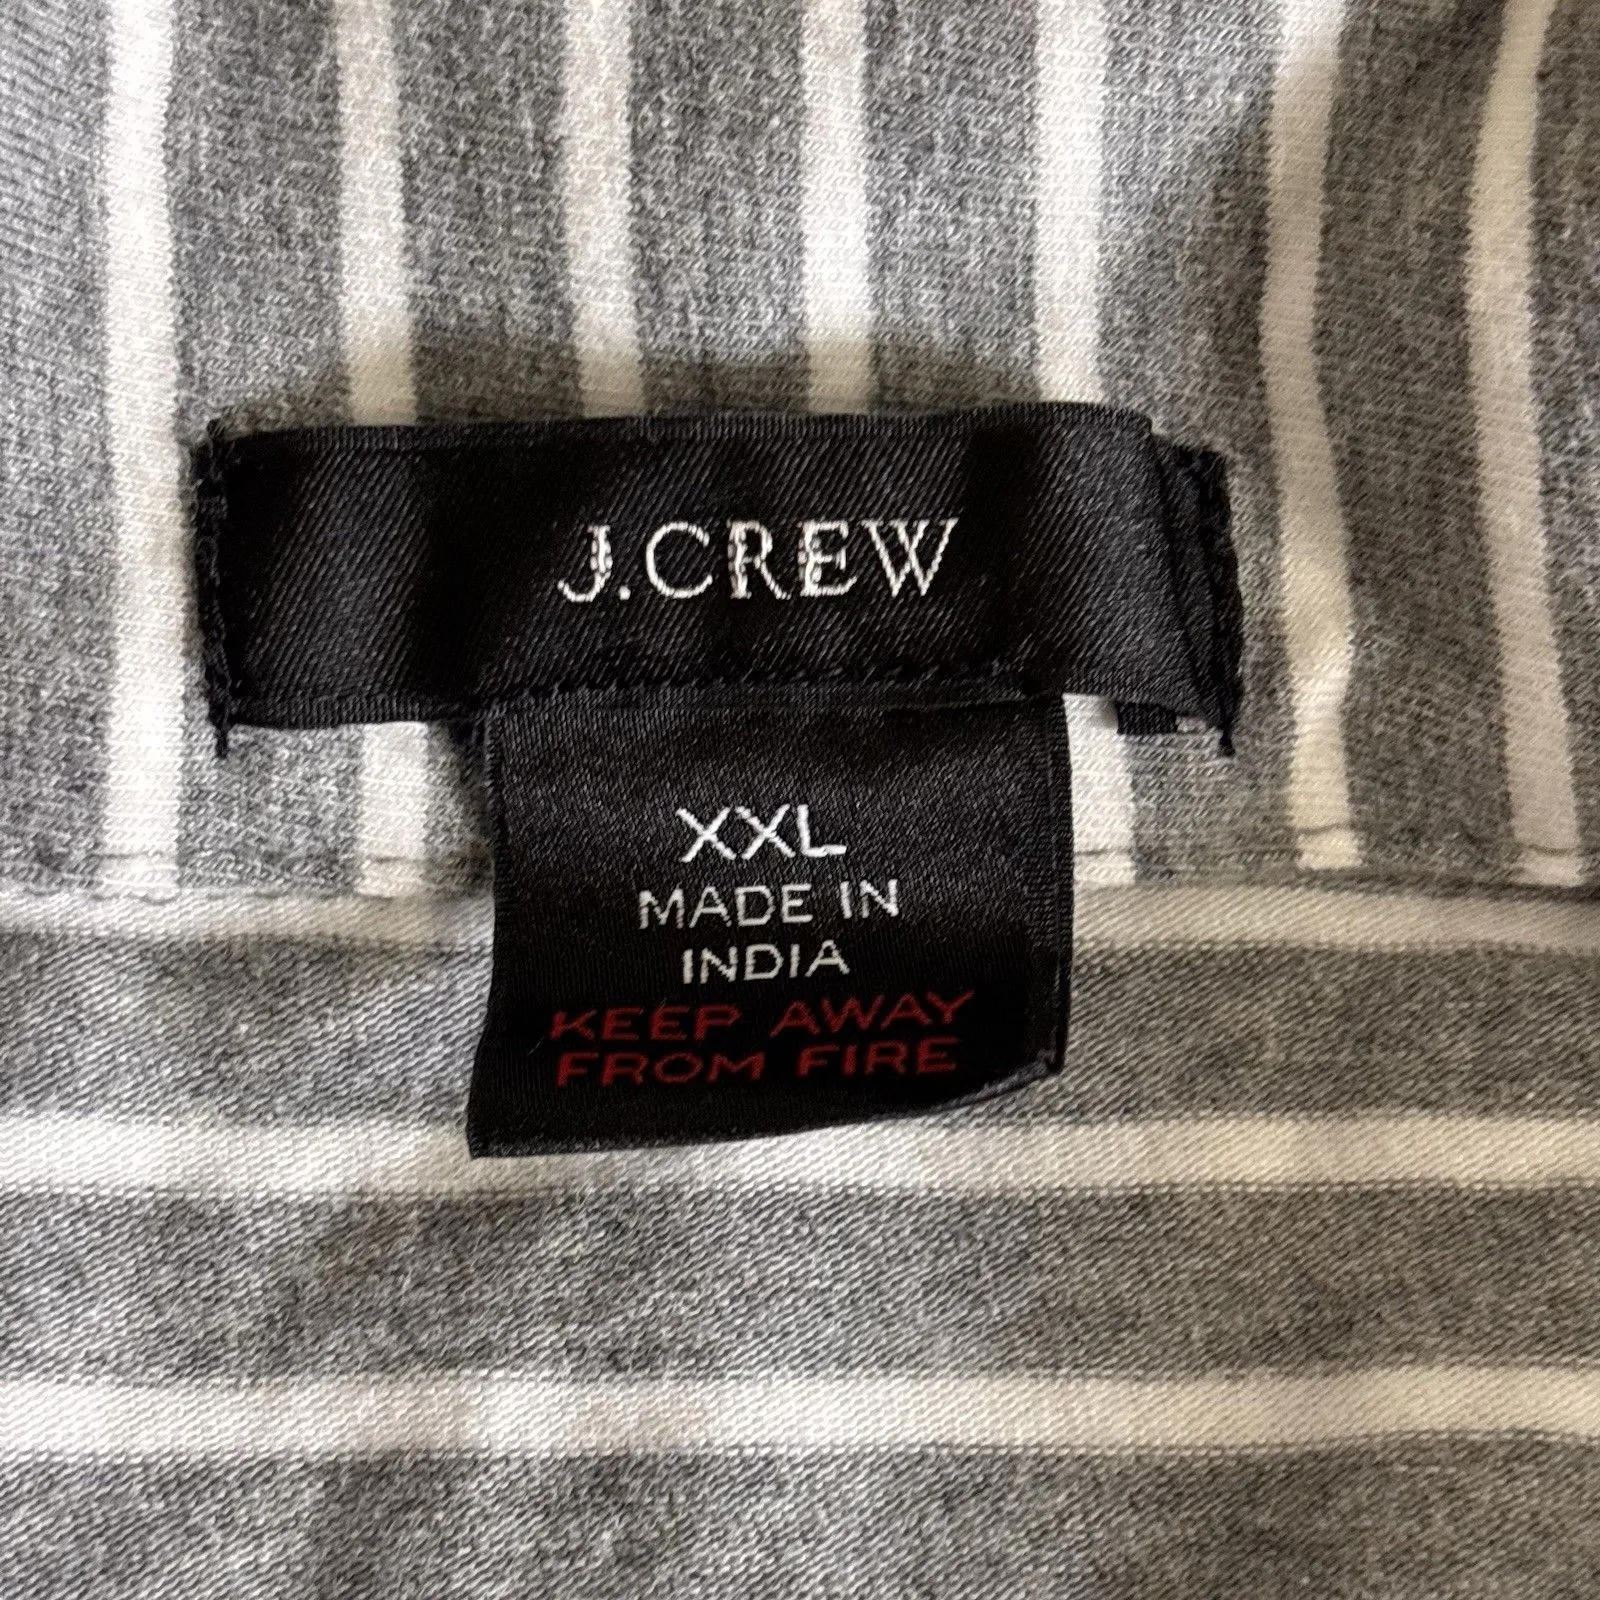 J.CREW
XXL
MADE IN
INDIA
KEEP AWAY
FROM FIRE